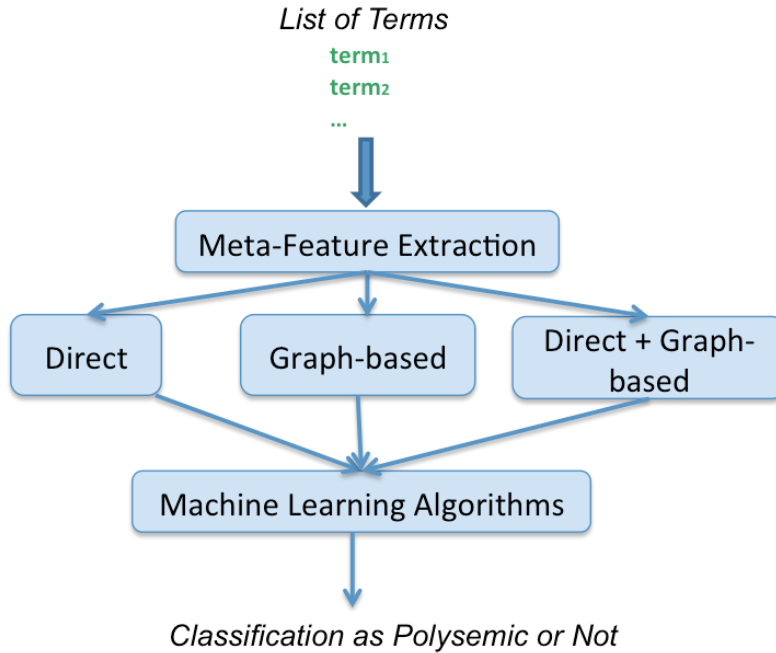 List of Terms
term1
term2
...
Meta-Feature Extraction
Direct
Graph-based
Direct + Graph-
based
Machine Learning Algorithms
Classification as Polysemic or Not